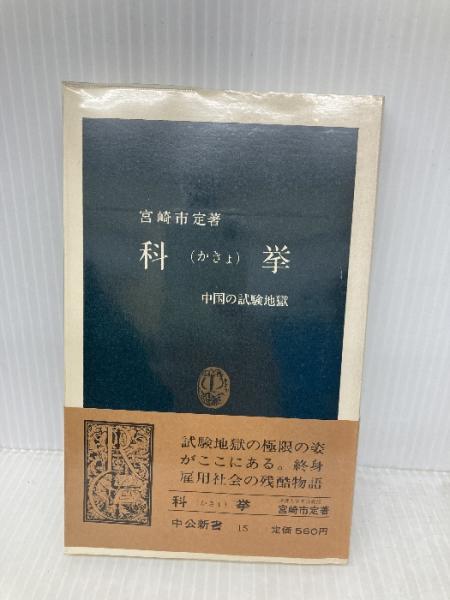 宮崎市定著
科（かきょ）挙
中国の試験地獄
試験地獄の極限の姿
がここにある。終身
雇用社会の残酷物語
科（かきょ）挙
宮崎市定著
中公新書 15 定価560円